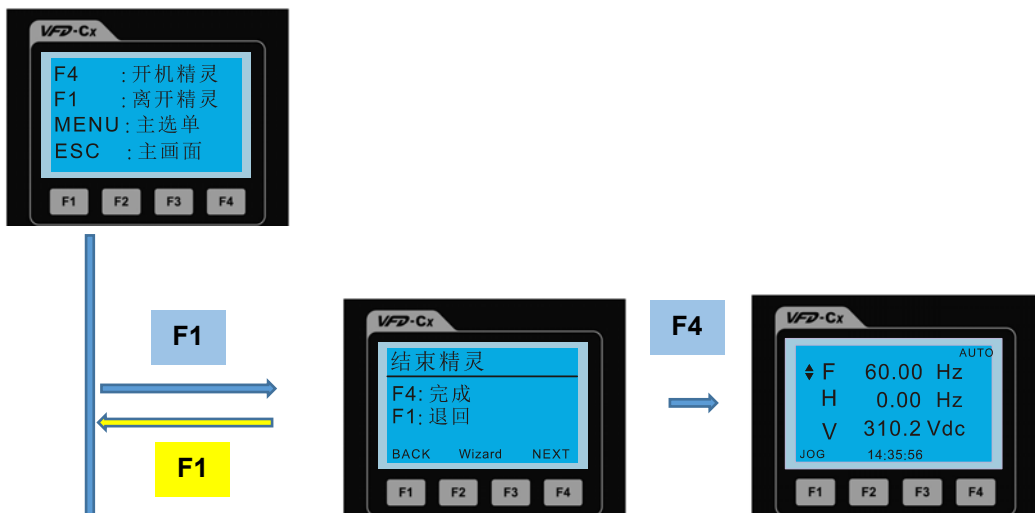 VFD-Cx
F4 :开机精灵
F1 :离开精灵
MENU:主选单
ESC :主画面
F1 F2 F3 F4
F1
F1
VFD-Cx
结束精灵
F4:完成
F1:退回
BACK Wizard NEXT
F1 F2 F3 F4
F4
VFD-Cx
AUTO
F 60.00 Hz
H 0.00 Hz
V 310.2 Vdc
JOG 14:35:56
F1 F2 F3 F4